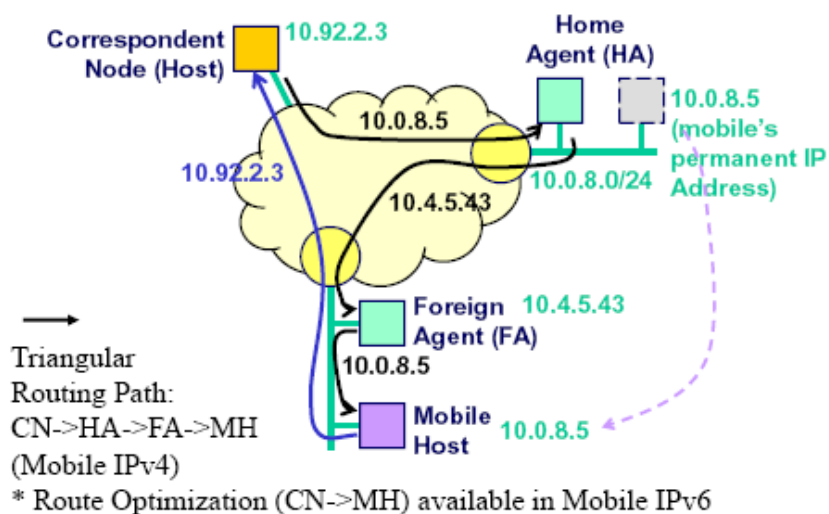 Correspondent
Node (Host)
10.92.2.3
Home
Agent (HA)
10.0.8.5
(mobile's
permanent IP
Address)
10.0.8.5
10.92.2.3
10.0.8.0/24
10.4.5.43
Foreign
Agent (FA)
10.4.5.43
10.0.8.5
Mobile
Host
10.0.8.5
Triangular
Routing Path:
CN->HA->FA->MH
(Mobile IPv4)
* Route Optimization (CN->MH) available in Mobile IPv6